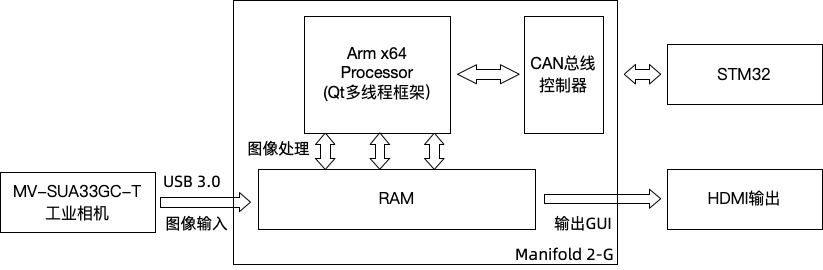 Arm x64
Processor
(Qt多线程框架)
CAN总线
控制器
STM32
图像处理
MV-SUA33GC-T
工业相机
USB 3.0
图像输入
RAM
输出GUI
HDMI输出
Manifold 2-G